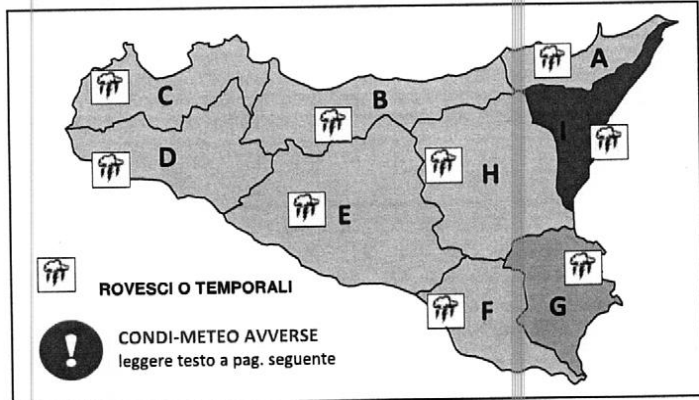 A
C
B
I
D
H
E
G
F
ROVESCI O TEMPORALI
!
CONDI-METEO AVVERSE
leggere testo a pag. seguente